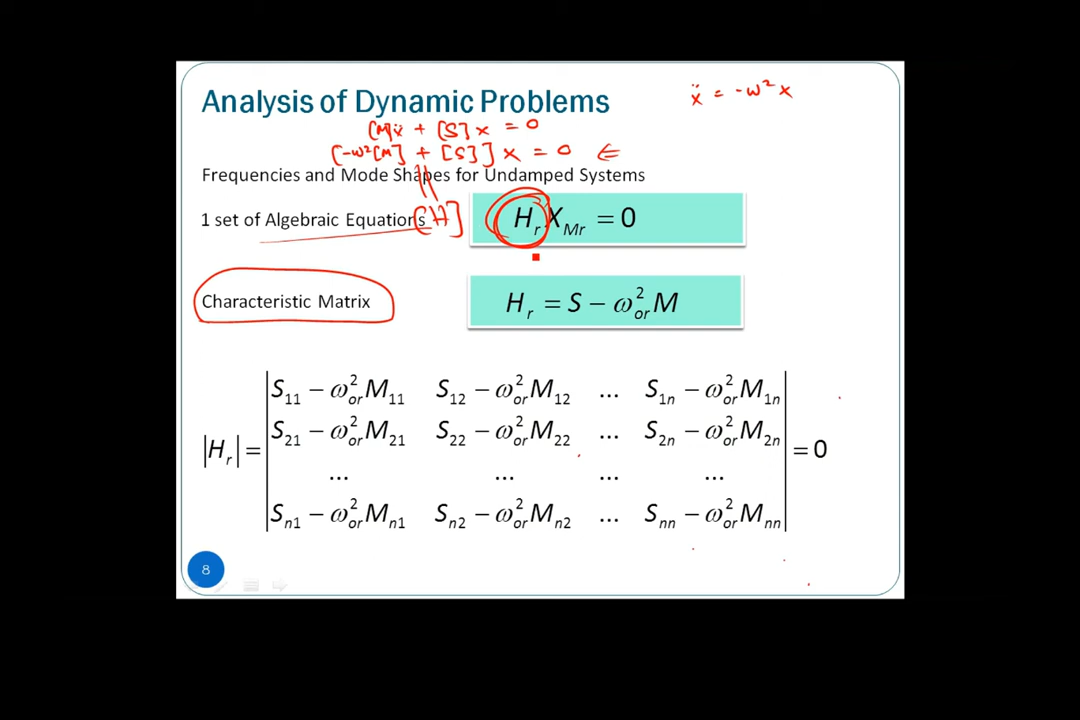 Analysis of Dynamic Problems
ẍ = -ω² x
[M]ẍ + [S]x = 0
[-ω²[M] + [S]] x = 0 ⇐
Frequencies and Mode Shapes for Undamped Systems
1 set of Algebraic Equations [H] H_r X_Mr = 0
Characteristic Matrix H_r = S − ω²_or M
|H_r| = | S_11 − ω²_or M_11 S_12 − ω²_or M_12 ... S_1n − ω²_or M_1n |
S_21 − ω²_or M_21 S_22 − ω²_or M_22 ... S_2n − ω²_or M_2n
... ... ... ...
S_n1 − ω²_or M_n1 S_n2 − ω²_or M_n2 ... S_nn − ω²_or M_nn | = 0
8